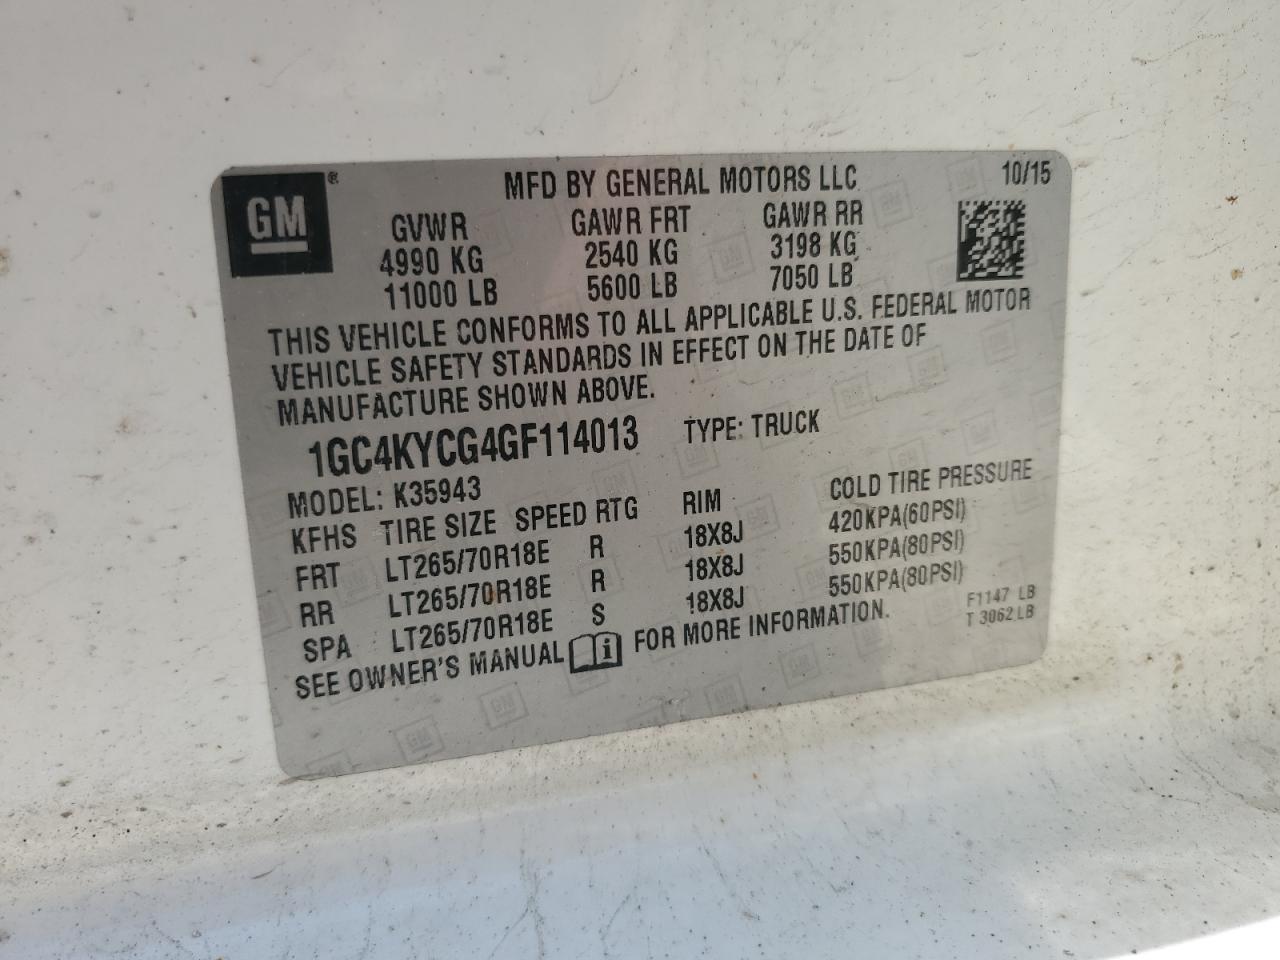 GM ® MFD BY GENERAL MOTORS LLC 10/15
GVWR GAWR FRT GAWR RR
4990 KG 2540 KG 3198 KG
11000 LB 5600 LB 7050 LB
THIS VEHICLE CONFORMS TO ALL APPLICABLE U.S. FEDERAL MOTOR
VEHICLE SAFETY STANDARDS IN EFFECT ON THE DATE OF
MANUFACTURE SHOWN ABOVE.
1GC4KYCG4GF114013 TYPE: TRUCK
MODEL: K35943
KFHS TIRE SIZE SPEED RTG RIM COLD TIRE PRESSURE
FRT LT265/70R18E R 18X8J 420KPA(60PSI)
RR LT265/70R18E R 18X8J 550KPA(80PSI)
SPA LT265/70R18E S 18X8J 550KPA(80PSI)
SEE OWNER'S MANUAL i FOR MORE INFORMATION.
F1147 LB
T 3062 LB